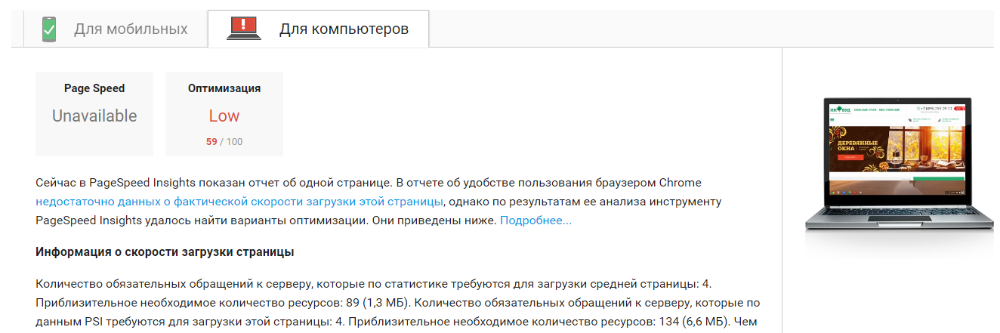 Для мобильных
Для компьютеров
Page Speed
Unavailable
Оптимизация
Low
59 / 100
Сейчас в PageSpeed Insights показан отчет об одной странице. В отчете об удобстве пользования браузером Chrome
недостаточно данных о фактической скорости загрузки этой страницы, однако по результатам ее анализа инструменту
PageSpeed Insights удалось найти варианты оптимизации. Они приведены ниже. Подробнее...
Информация о скорости загрузки страницы
Количество обязательных обращений к серверу, которые по статистике требуются для загрузки средней страницы: 4.
Приблизительное необходимое количество ресурсов: 89 (1,3 МБ). Количество обязательных обращений к серверу, которые по
данным PSI требуются для загрузки этой страницы: 4. Приблизительное необходимое количество ресурсов: 134 (6,6 МБ). Чем
ДЕРЕВЯННЫЕ
ОКНА